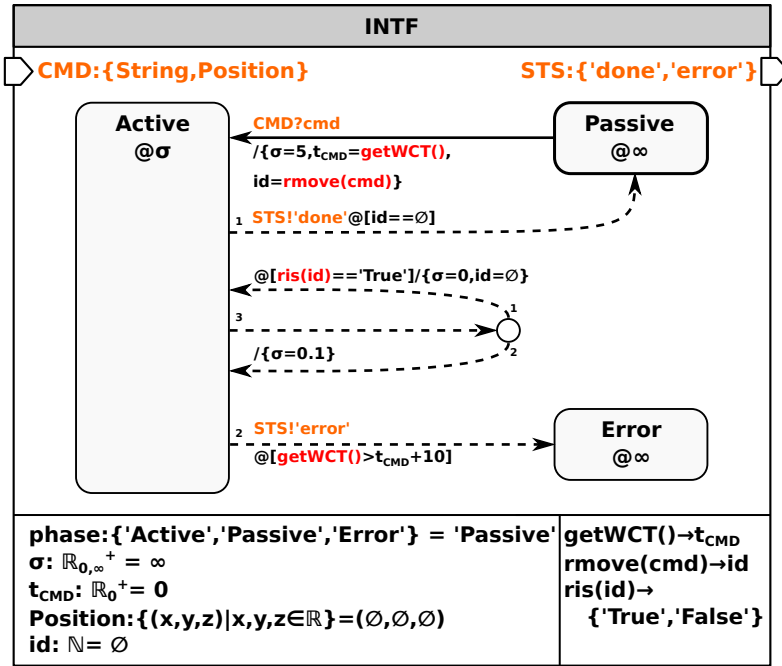 INTF
CMD:{String,Position}
STS:{'done','error'}
Active
@σ
CMD?cmd
/{σ=5,tCMD=getWCT(),
id=rmove(cmd)}
Passive
@∞
1 STS!'done'@[id==∅]
@[ris(id)=='True']/{σ=0,id=∅}
1
3
2
/{σ=0.1}
2 STS!'error'
@[getWCT()>tCMD+10]
Error
@∞
phase:{'Active','Passive','Error'} = 'Passive'
σ: ℝ0,∞⁺ = ∞
tCMD: ℝ0⁺= 0
Position:{(x,y,z)|x,y,z∈ℝ}=(∅,∅,∅)
id: ℕ= ∅
getWCT()→tCMD
rmove(cmd)→id
ris(id)→
{'True','False'}